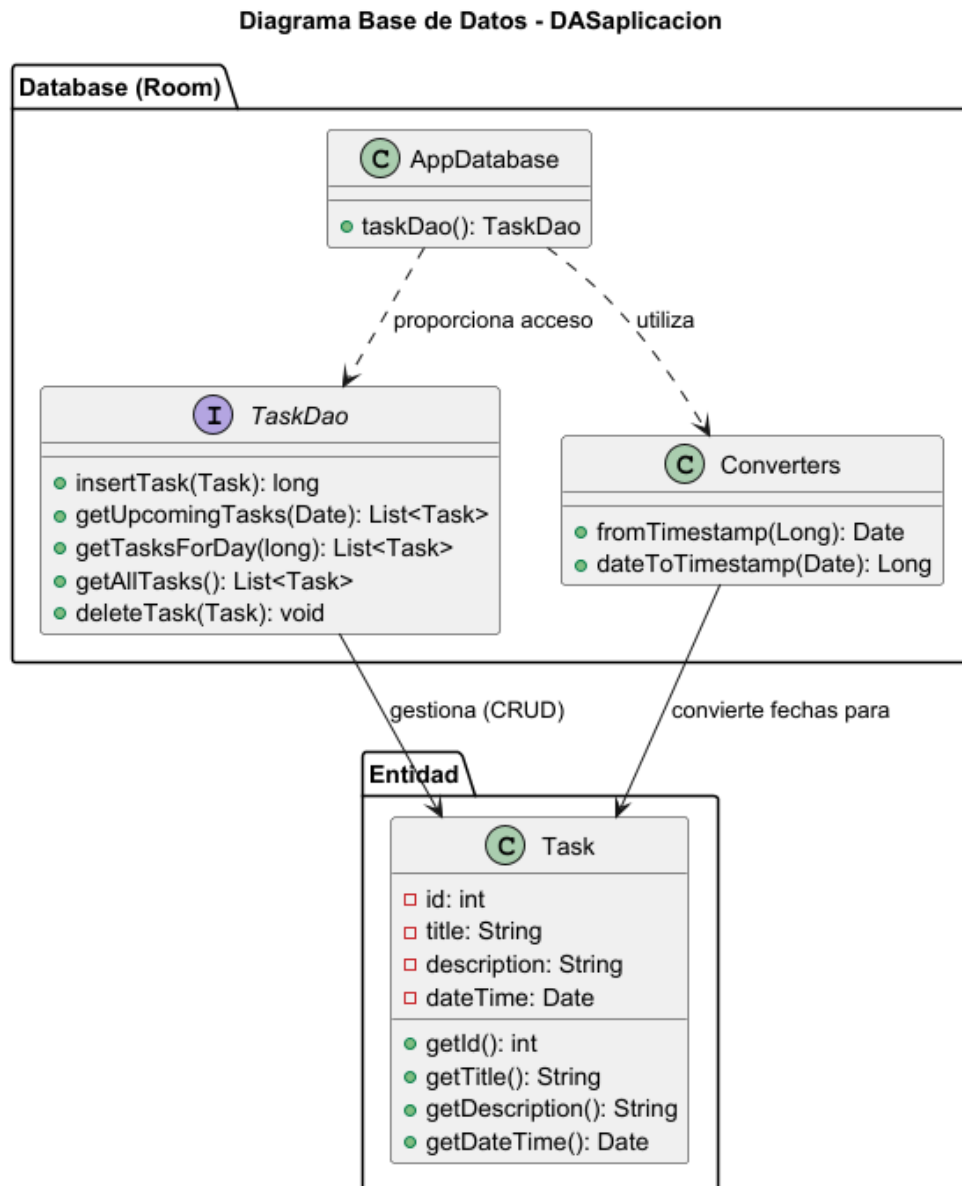 Diagrama Base de Datos - DASaplicacion
Database (Room)
C AppDatabase
taskDao(): TaskDao
proporciona acceso
utiliza
I TaskDao
insertTask(Task): long
getUpcomingTasks(Date): List<Task>
getTasksForDay(long): List<Task>
getAllTasks(): List<Task>
deleteTask(Task): void
C Converters
fromTimestamp(Long): Date
dateToTimestamp(Date): Long
gestiona (CRUD)
convierte fechas para
Entidad
C Task
id: int
title: String
description: String
dateTime: Date
getId(): int
getTitle(): String
getDescription(): String
getDateTime(): Date